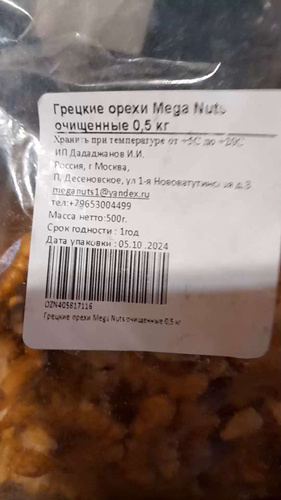 Грецкие орехи Mega Nuts
очищенные 0,5 кг
Хранить при температуре от +5С до +20С
ИП Дададжанов И.И.
Россия, г Москва,
П, Десеновское, ул 1-я Нововатутинская д.3
meganuts1@yandex.ru
тел:+79653004499
Масса нетто:500г.
Срок годности : 1год
Дата упаковки : 05.10 .2024
OZN405817116
Грецкие орехи Mega Nuts очищенные 0,5 кг